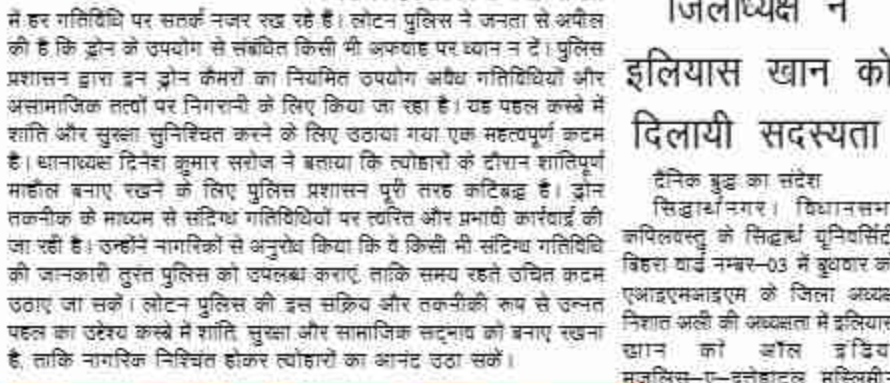 में हर गतिविधि पर सतर्क नजर रख रहे हैं। लोटन पुलिस ने जनता से अपील
की है कि ड्रोन के उपयोग से संबंधित किसी भी अफवाह पर ध्यान न दें। पुलिस
प्रशासन द्वारा इन ड्रोन कैमरों का नियमित उपयोग अवैध गतिविधियों और
असामाजिक तत्वों पर निगरानी के लिए किया जा रहा है। यह पहल कस्बे में
शांति और सुरक्षा सुनिश्चित करने के लिए उठाया गया एक महत्वपूर्ण कदम
है। थानाध्यक्ष दिनेश कुमार सरोज ने बताया कि त्योहारों के दौरान शांतिपूर्ण
माहौल बनाए रखने के लिए पुलिस प्रशासन पूरी तरह कटिबद्ध है। ड्रोन
तकनीक के माध्यम से संदिग्ध गतिविधियों पर त्वरित और प्रभावी कार्रवाई की
जा रही है। उन्होंने नागरिकों से अनुरोध किया कि वे किसी भी संदिग्ध गतिविधि
की जानकारी तुरंत पुलिस को उपलब्ध कराएं, ताकि समय रहते उचित कदम
उठाए जा सकें। लोटन पुलिस की इस सक्रिय और तकनीकी रूप से उन्नत
पहल का उद्देश्य कस्बे में शांति, सुरक्षा और सामाजिक सद्भाव को बनाए रखना
है, ताकि नागरिक निश्चिंत होकर त्योहारों का आनंद उठा सकें।
जिलाध्यक्ष ने
इलियास खान को
दिलायी सदस्यता
दैनिक बुद्ध का संदेश
सिद्धार्थनगर। विधानसभा
कपिलवस्तु के सिद्धार्थ यूनिवर्सिटी
बिहरा वार्ड नम्बर–03 में बुधवार को
एआइएमआइएम के जिला अध्यक्ष
निशात अली की अध्यक्षता में इलियास
खान को ऑल इंडिया
मजलिस–ए–इत्तेहादुल मुस्लिमीन